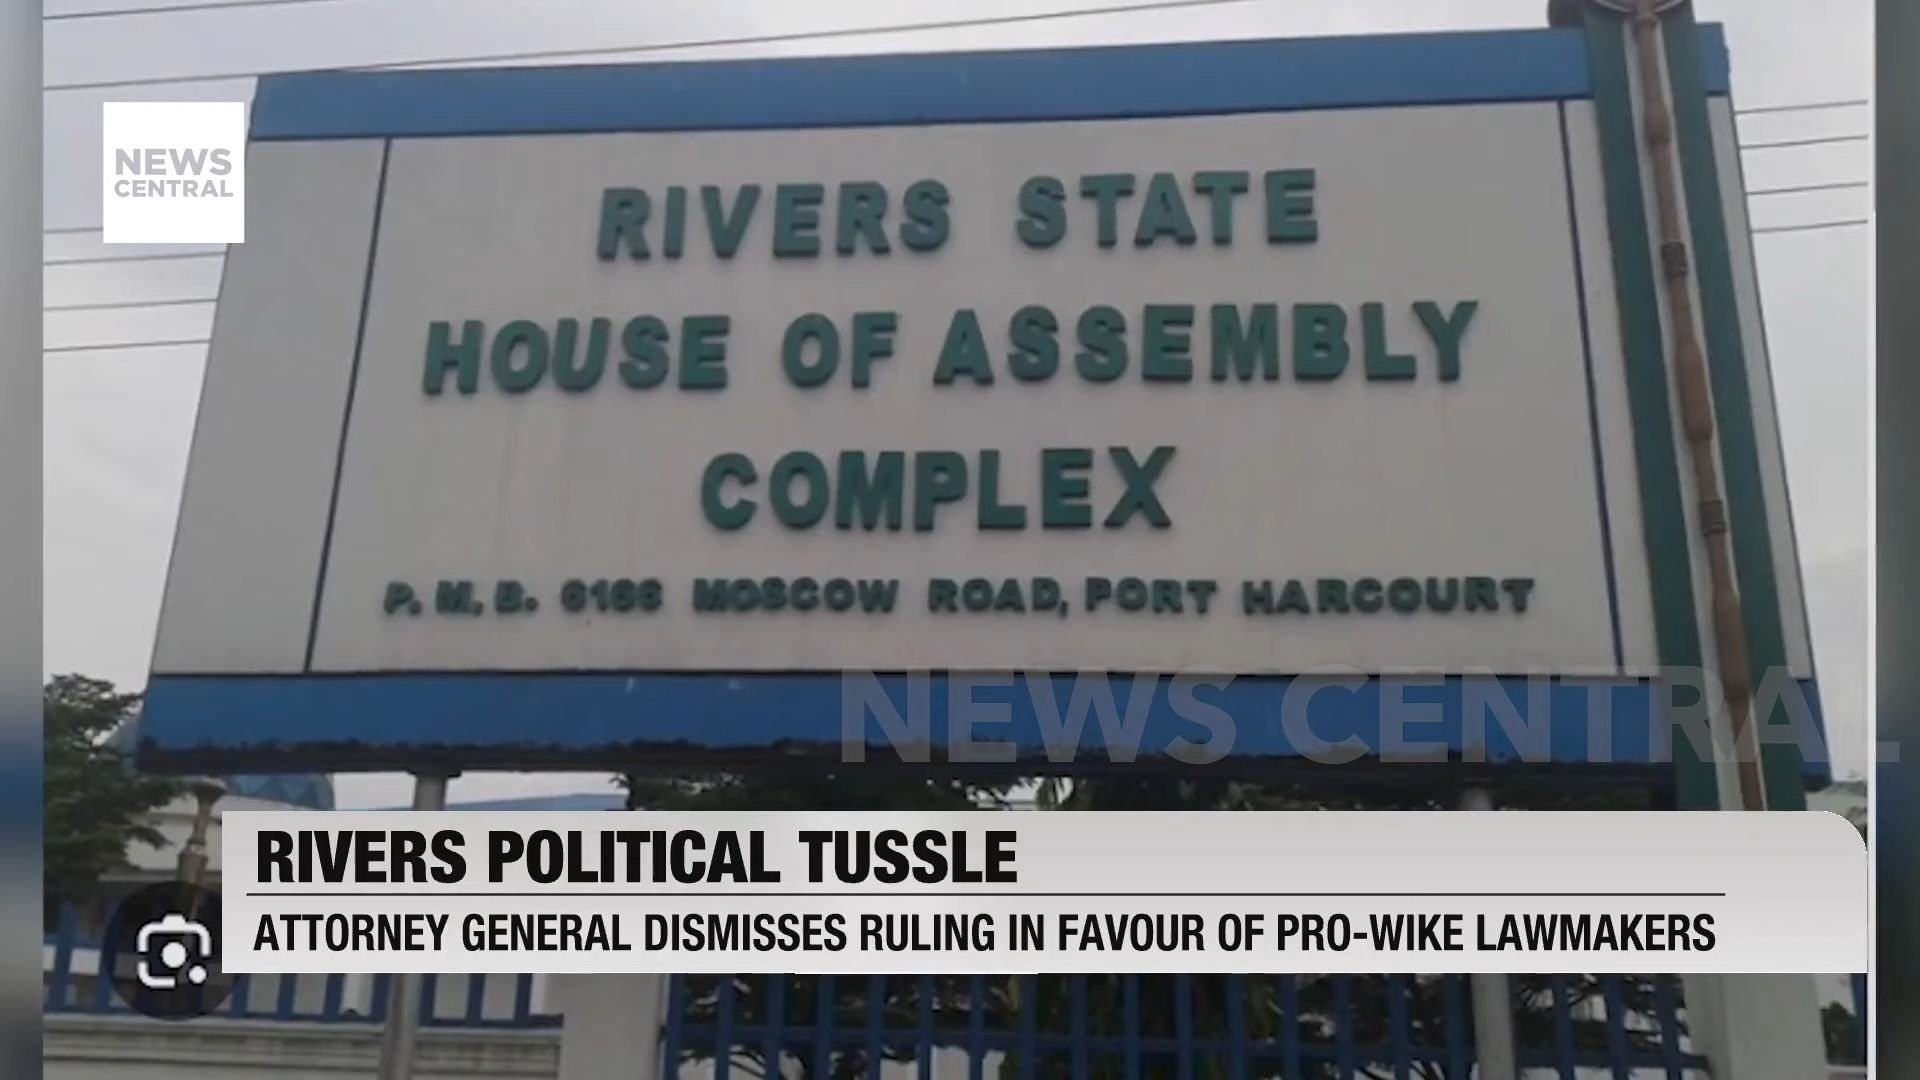 NEWS
CENTRAL
RIVERS STATE
HOUSE OF ASSEMBLY
COMPLEX
P. M. B. 6166 MOSCOW ROAD, PORT HARCOURT
NEWS CENTRAL
RIVERS POLITICAL TUSSLE
ATTORNEY GENERAL DISMISSES RULING IN FAVOUR OF PRO-WIKE LAWMAKERS